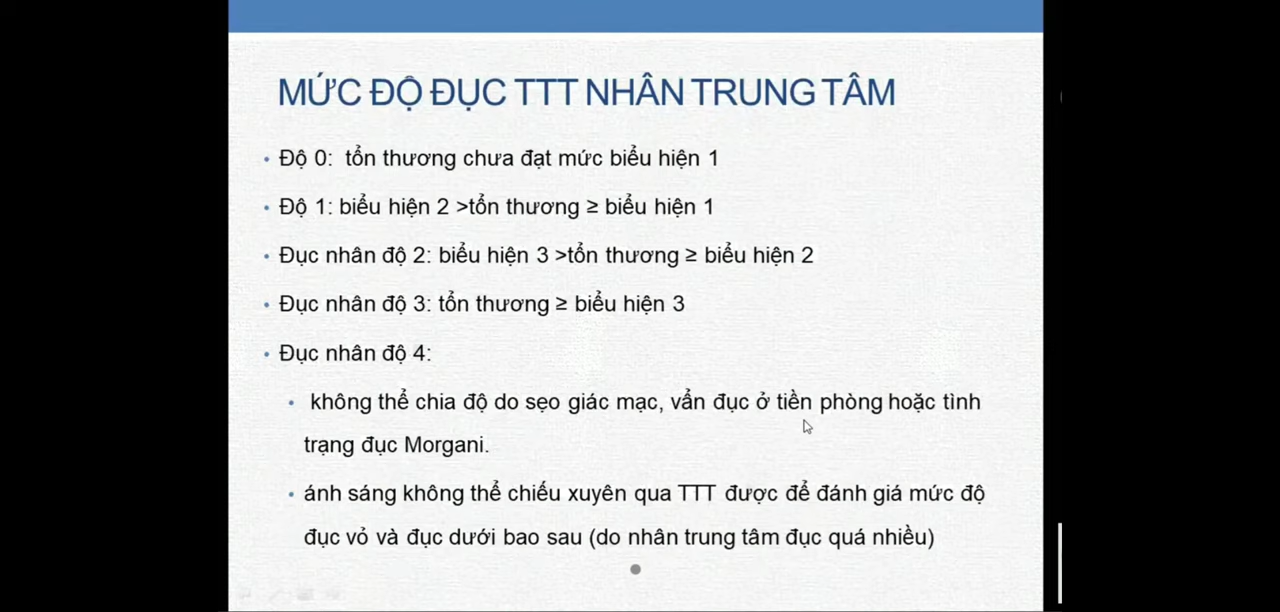 MỨC ĐỘ ĐỤC TTT NHÂN TRUNG TÂM
• Độ 0: tổn thương chưa đạt mức biểu hiện 1
• Độ 1: biểu hiện 2 >tổn thương ≥ biểu hiện 1
• Đục nhân độ 2: biểu hiện 3 >tổn thương ≥ biểu hiện 2
• Đục nhân độ 3: tổn thương ≥ biểu hiện 3
• Đục nhân độ 4:
• không thể chia độ do sẹo giác mạc, vẩn đục ở tiền phòng hoặc tình
trạng đục Morgani.
• ánh sáng không thể chiếu xuyên qua TTT được để đánh giá mức độ
đục vỏ và đục dưới bao sau (do nhân trung tâm đục quá nhiều)